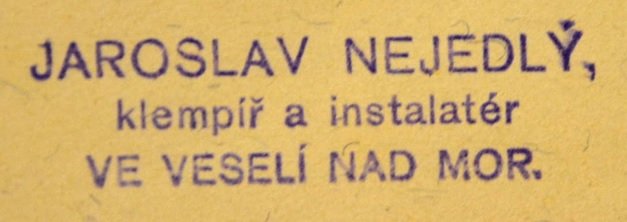 JAROSLAV NEJEDLÝ,
klempíř a instalatér
VE VESELÍ NAD MOR.